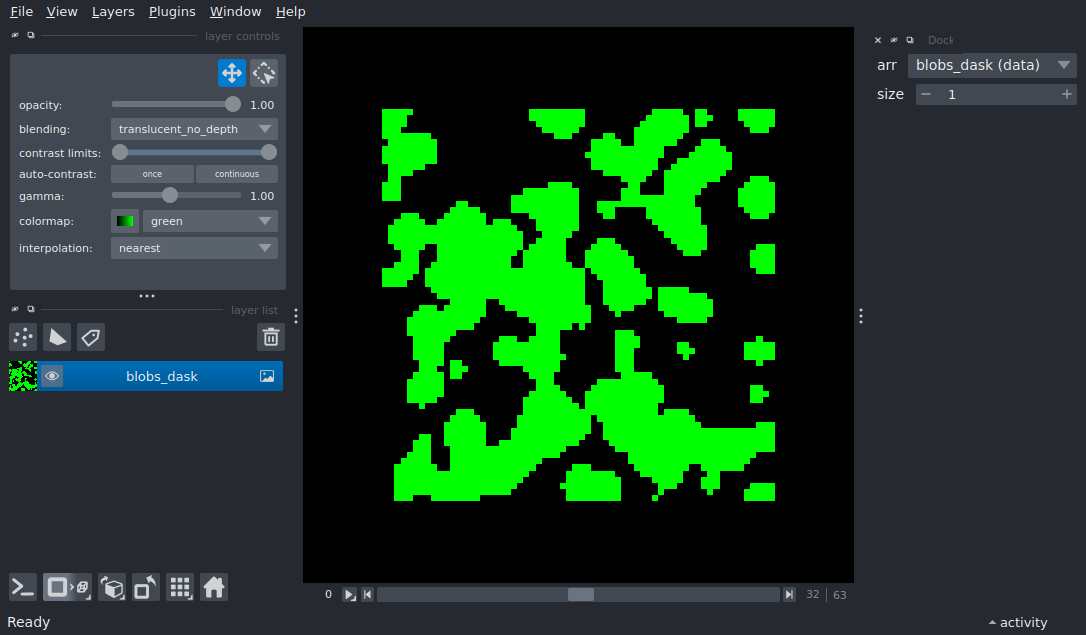 File View Layers Plugins Window Help
layer controls
opacity: 1.00
blending: translucent_no_depth
contrast limits:
auto-contrast: once continuous
gamma: 1.00
colormap: green
interpolation: nearest
layer list
blobs_dask
0 32 63
Ready
activity
Dock
arr blobs_dask (data)
size 1